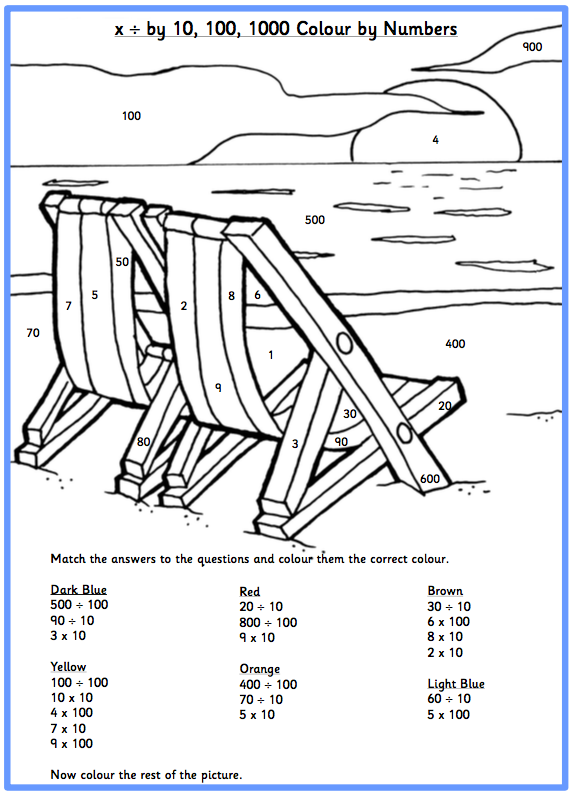 x ÷ by 10, 100, 1000 Colour by Numbers
900
100
4
500
50
7
5
2
8
6
70
1
400
9
20
30
80
3
90
600
Match the answers to the questions and colour them the correct colour.
Dark Blue
500 ÷ 100
90 ÷ 10
3 x 10
Red
20 ÷ 10
800 ÷ 100
9 x 10
Brown
30 ÷ 10
6 x 100
8 x 10
2 x 10
Yellow
100 ÷ 100
10 x 10
4 x 100
7 x 10
9 x 100
Orange
400 ÷ 100
70 ÷ 10
5 x 10
Light Blue
60 ÷ 10
5 x 100
Now colour the rest of the picture.